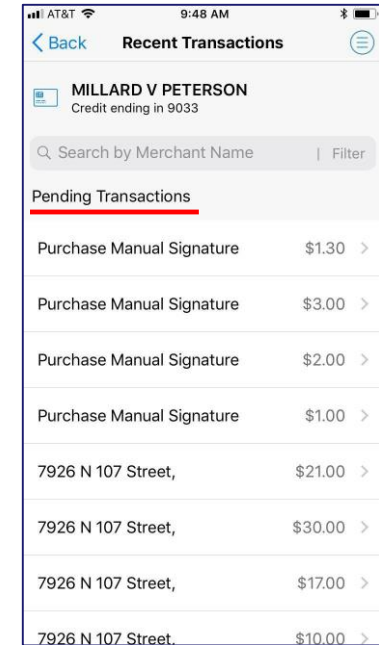 AT&T 9:48 AM
Back Recent Transactions
MILLARD V PETERSON
Credit ending in 9033
Search by Merchant Name | Filter
Pending Transactions
Purchase Manual Signature $1.30
Purchase Manual Signature $3.00
Purchase Manual Signature $2.00
Purchase Manual Signature $1.00
7926 N 107 Street, $21.00
7926 N 107 Street, $30.00
7926 N 107 Street, $17.00
7926 N 107 Street, $10.00